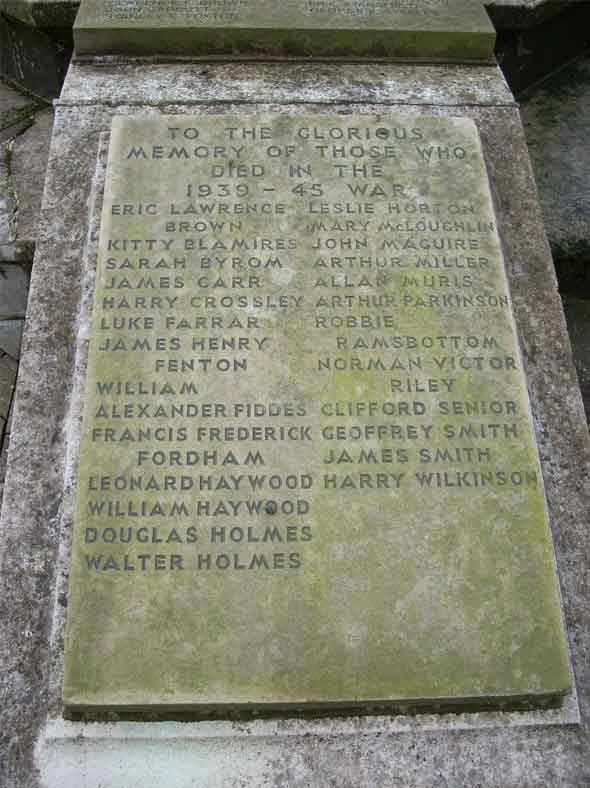 TO THE GLORIOUS
MEMORY OF THOSE WHO
DIED IN THE
1939 - 45 WAR
ERIC LAWRENCE
BROWN
KITTY BLAMIRES
SARAH BYROM
JAMES CARR
HARRY CROSSLEY
LUKE FARRAR
JAMES HENRY
FENTON
WILLIAM
ALEXANDER FIDDES
FRANCIS FREDERICK
FORDHAM
LEONARD HAYWOOD
WILLIAM HAYWOOD
DOUGLAS HOLMES
WALTER HOLMES
LESLIE HORTON
MARY McLOUGHLIN
JOHN MAGUIRE
ARTHUR MILLER
ALLAN MURIS
ARTHUR PARKINSON
ROBBIE
RAMSBOTTOM
NORMAN VICTOR
RILEY
CLIFFORD SENIOR
GEOFFREY SMITH
JAMES SMITH
HARRY WILKINSON